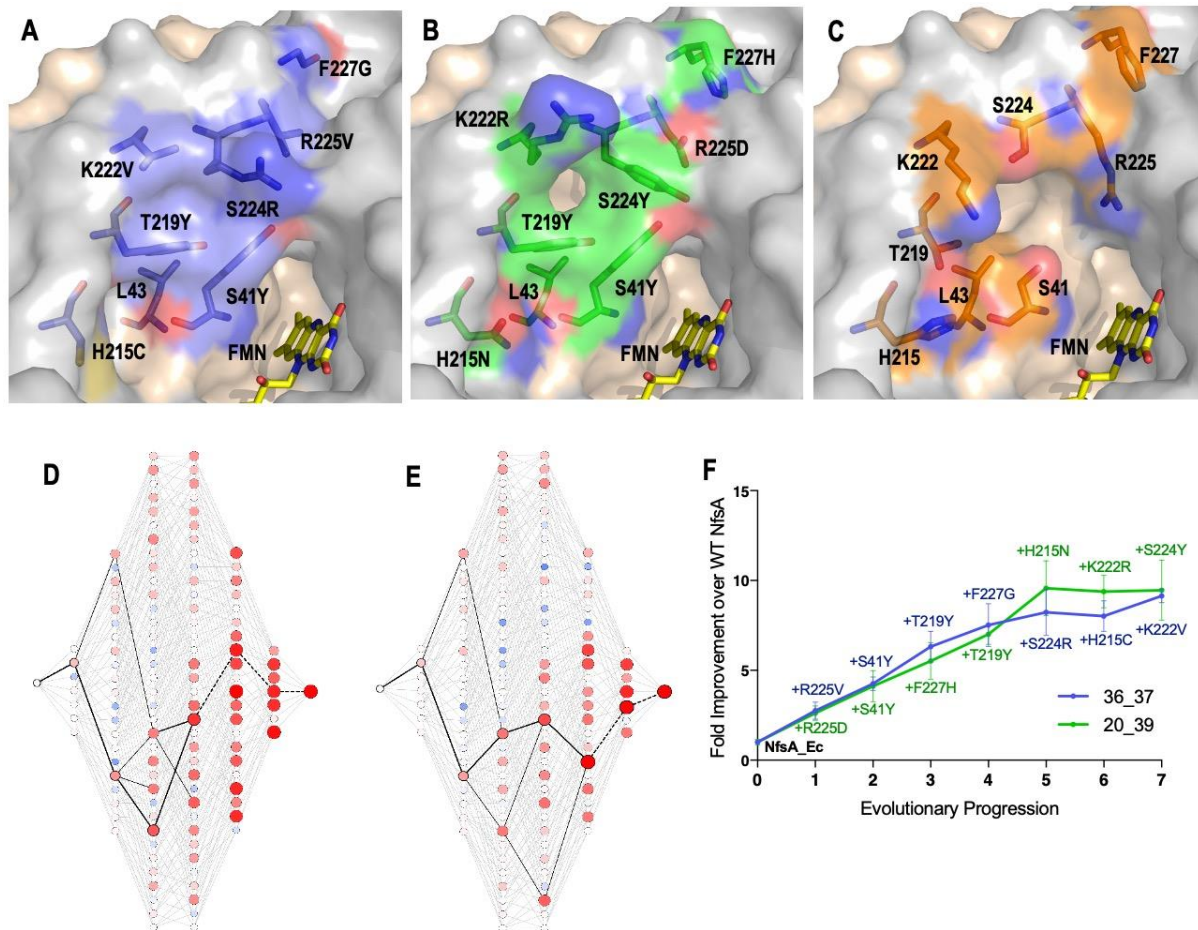 A
F227G
K222V
R225V
S224R
T219Y
L43
S41Y
H215C
FMN
B
F227H
K222R
R225D
S224Y
T219Y
L43
S41Y
H215N
FMN
C
F227
S224
K222
R225
T219
L43
S41
H215
FMN
D
E
F
Fold Improvement over WT NfsA
15
10
5
0
+H215N
+S224Y
+K222R
+F227G
+T219Y
+K222V
+H215C
+S224R
+S41Y
+T219Y
+R225V
+F227H
+S41Y
+R225D
NfsA_Ec
36_37
20_39
0 1 2 3 4 5 6 7
Evolutionary Progression